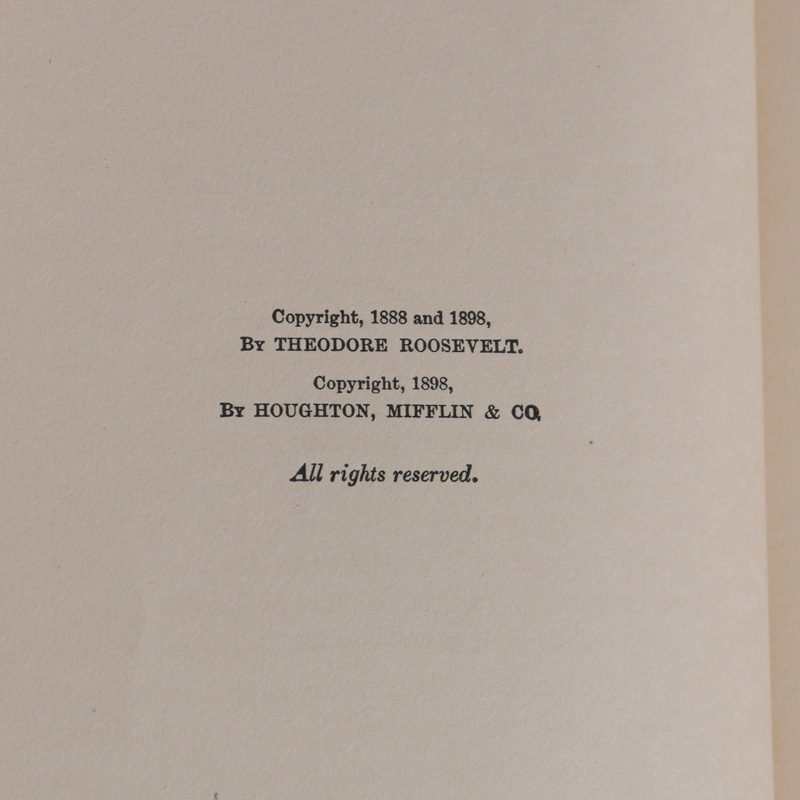 Copyright, 1888 and 1898,
By THEODORE ROOSEVELT.
Copyright, 1898,
By HOUGHTON, MIFFLIN & CO.
All rights reserved.